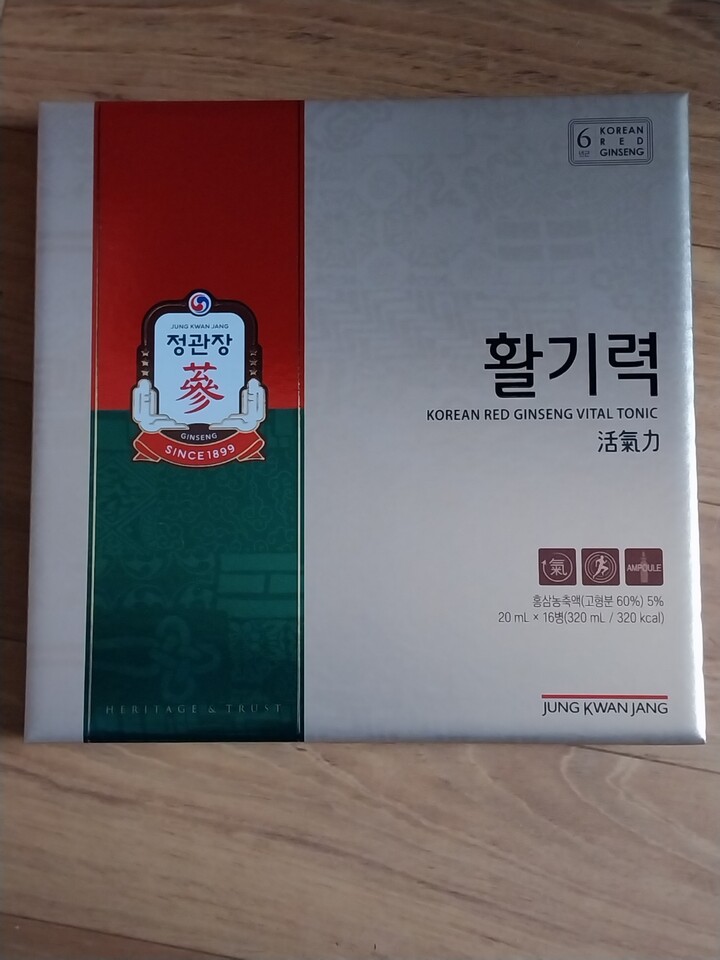 6
년근
KOREAN
RED
GINSENG
JUNG KWAN JANG
정관장
蔘
GINSENG
SINCE 1899
활기력
KOREAN RED GINSENG VITAL TONIC
活氣力
氣
AMPOULE
홍삼농축액(고형분 60%) 5%
20 mL × 16병(320 mL / 320 kcal)
HERITAGE & TRUST
JUNG KWAN JANG